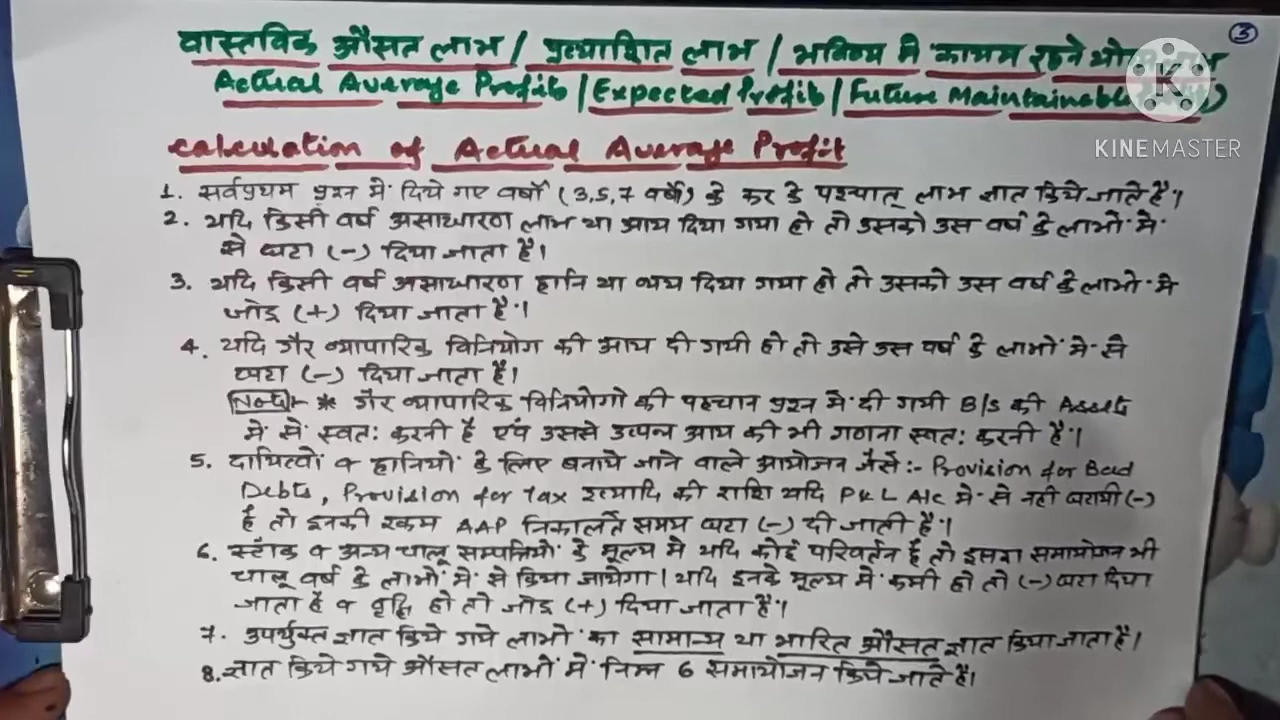 3
वास्तविक औसत लाभ / प्रत्याशित लाभ / भविष्य में कायम रहने
Actual Average Profit / Expected Profit / Future Maintainable
K
KINEMASTER
Calculation of Actual Average Profit
1. सर्वप्रथम प्रश्न में दिये गए वर्षों (3,5,7 वर्ष) के कर के पश्चात् लाभ ज्ञात किये जाते है।
2. यदि किसी वर्ष असाधारण लाभ या आय दिया गया हो तो उसको उस वर्ष के लाभों में
से घटा (-) दिया जाता है।
3. यदि किसी वर्ष असाधारण हानि या व्यय दिया गया हो तो उसको उस वर्ष के लाभों में
जोड़ (+) दिया जाता है।
4. यदि गैर व्यापारिक विनियोग की आय दी गयी हो तो उसे उस वर्ष के लाभों में से
घटा (-) दिया जाता है।
Note:- * गैर व्यापारिक विनियोगो की पहचान प्रश्न में दी गयी B/S की Assets
में से स्वतः करनी है एवं उससे उत्पन्न आय की भी गणना स्वतः करनी है।
5. दायित्वों व हानियों के लिए बनाये जाने वाले आयोजन जैसे:- Provision for Bad
Debts, Provision for Tax इत्यादि की राशि यदि P&L A/c में से नही घटायी (-)
है तो इनकी रकम AAP निकालते समय घटा (-) दी जाती है।
6. स्टॉक व अन्य चालू सम्पत्तियों के मूल्य में यदि कोई परिवर्तन है तो इसका समायोजन भी
चालू वर्ष के लाभों में से किया जायेगा। यदि इनके मूल्य में कमी हो तो (-) घटा दिया
जाता है व वृद्धि हो तो जोड़ (+) दिया जाता है।
7. उपर्युक्त ज्ञात किये गये लाभों का सामान्य या भारित औसत ज्ञात किया जाता है।
8. ज्ञात किये गये औसत लाभों में निम्न 6 समायोजन किये जाते है।